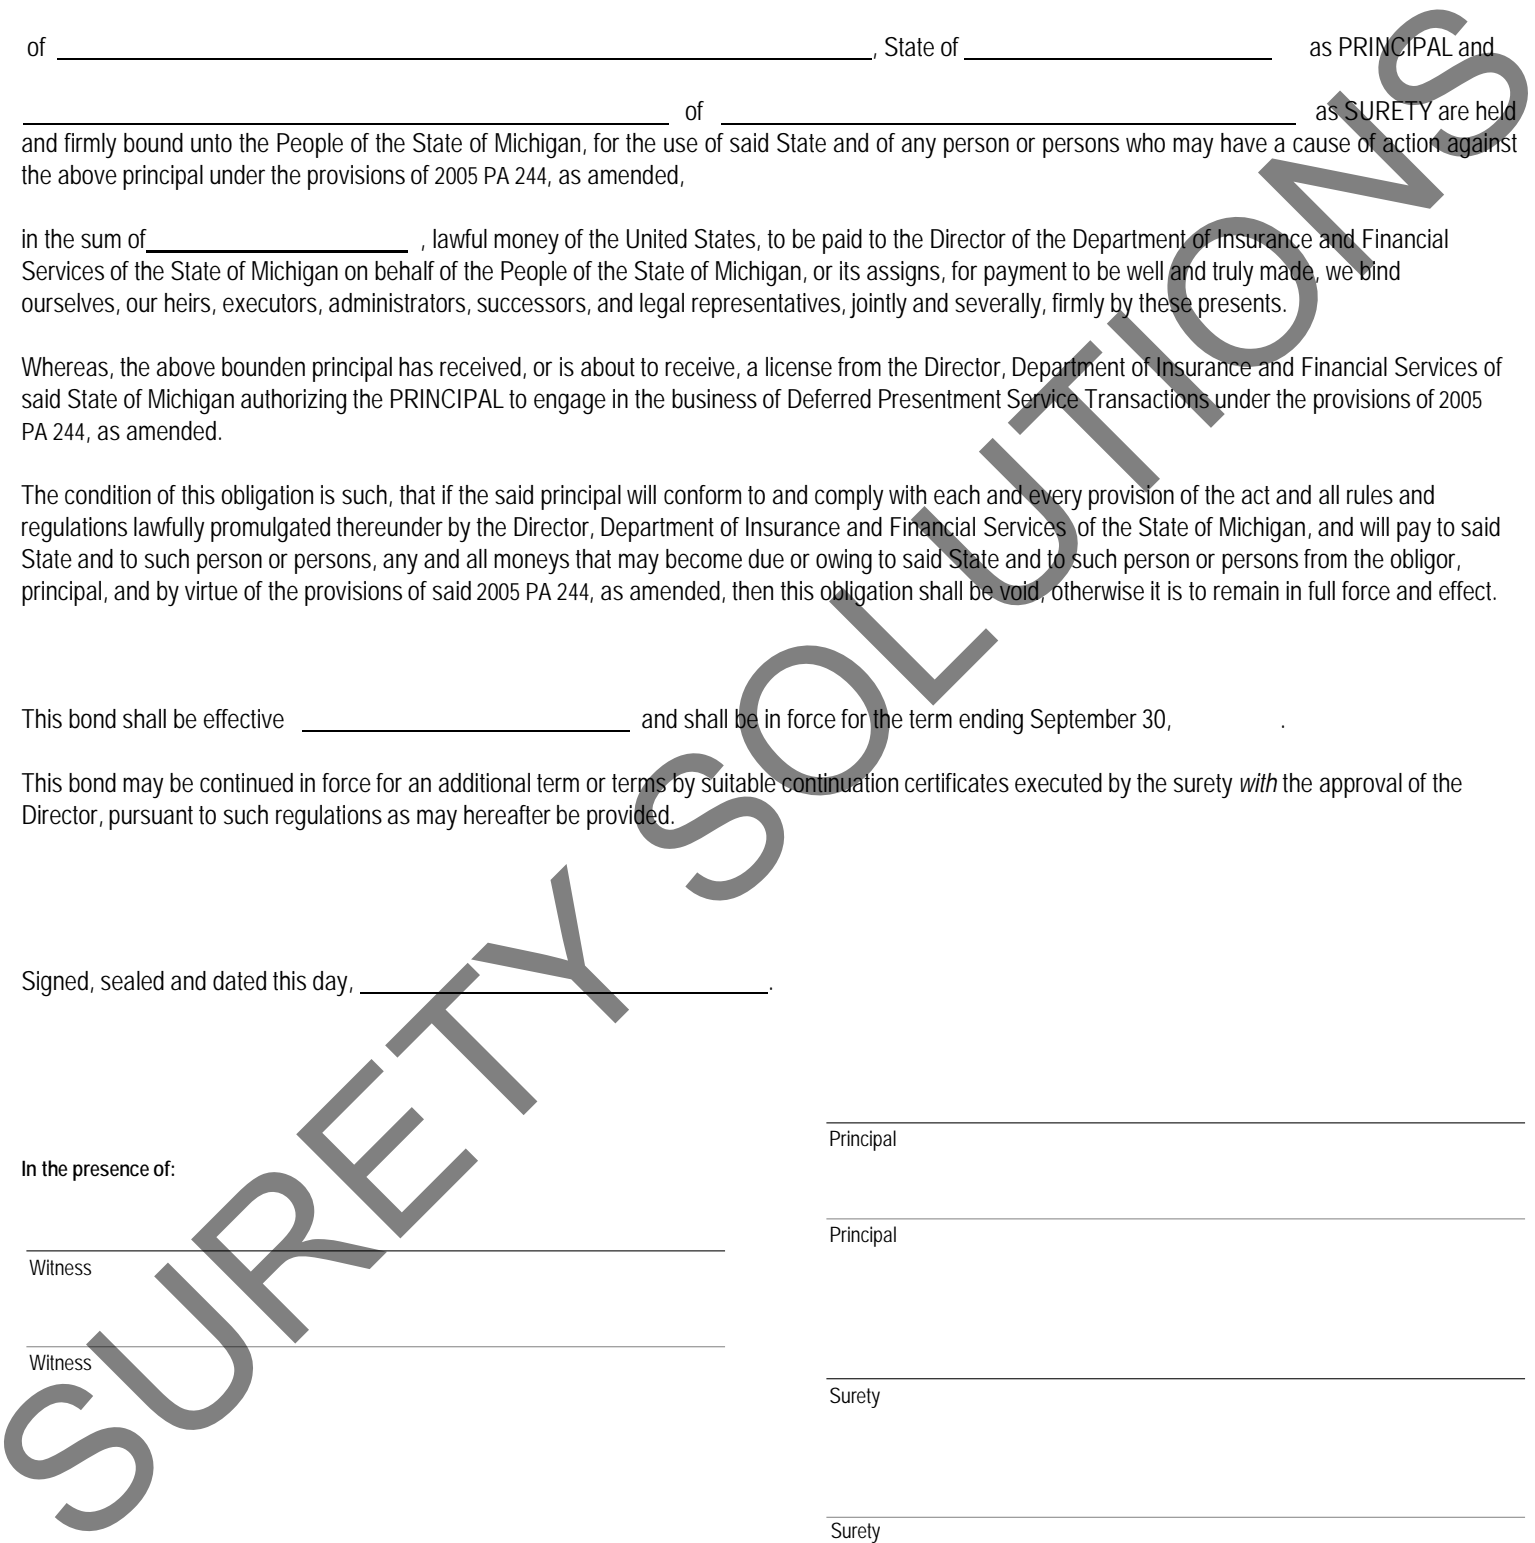 of , State of as PRINCIPAL and
of as SURETY are held
and firmly bound unto the People of the State of Michigan, for the use of said State and of any person or persons who may have a cause of action against
the above principal under the provisions of 2005 PA 244, as amended,
in the sum of , lawful money of the United States, to be paid to the Director of the Department of Insurance and Financial
Services of the State of Michigan on behalf of the People of the State of Michigan, or its assigns, for payment to be well and truly made, we bind
ourselves, our heirs, executors, administrators, successors, and legal representatives, jointly and severally, firmly by these presents.
Whereas, the above bounden principal has received, or is about to receive, a license from the Director, Department of Insurance and Financial Services of
said State of Michigan authorizing the PRINCIPAL to engage in the business of Deferred Presentment Service Transactions under the provisions of 2005
PA 244, as amended.
The condition of this obligation is such, that if the said principal will conform to and comply with each and every provision of the act and all rules and
regulations lawfully promulgated thereunder by the Director, Department of Insurance and Financial Services of the State of Michigan, and will pay to said
State and to such person or persons, any and all moneys that may become due or owing to said State and to such person or persons from the obligor,
principal, and by virtue of the provisions of said 2005 PA 244, as amended, then this obligation shall be void, otherwise it is to remain in full force and effect.
This bond shall be effective and shall be in force for the term ending September 30, .
This bond may be continued in force for an additional term or terms by suitable continuation certificates executed by the surety with the approval of the
Director, pursuant to such regulations as may hereafter be provided.
Signed, sealed and dated this day, .
Principal
In the presence of:
Principal
Witness
Witness
Surety
Surety
SURETY SOLUTIONS